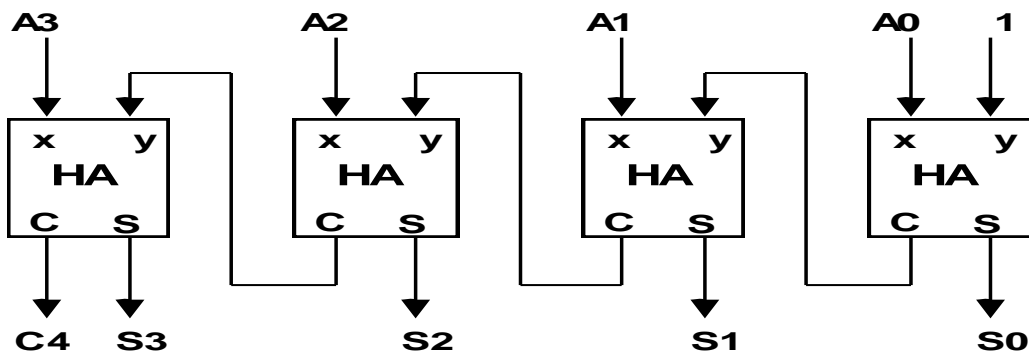 A3 A2 A1 A0 1
x y x y x y x y
HA HA HA HA
C S C S C S C S
C4 S3 S2 S1 S0